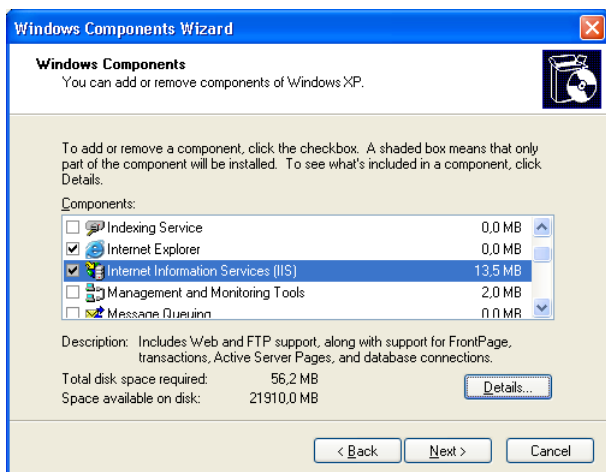 Windows Components Wizard
Windows Components
You can add or remove components of Windows XP.
To add or remove a component, click the checkbox. A shaded box means that only
part of the component will be installed. To see what's included in a component, click
Details.
Components:
Indexing Service 0,0 MB
Internet Explorer 0,0 MB
Internet Information Services (IIS) 13,5 MB
Management and Monitoring Tools 2,0 MB
Message Queuing 0,0 MB
Description: Includes Web and FTP support, along with support for FrontPage,
transactions, Active Server Pages, and database connections.
Total disk space required: 56,2 MB
Space available on disk: 21910,0 MB
Details...
< Back Next > Cancel